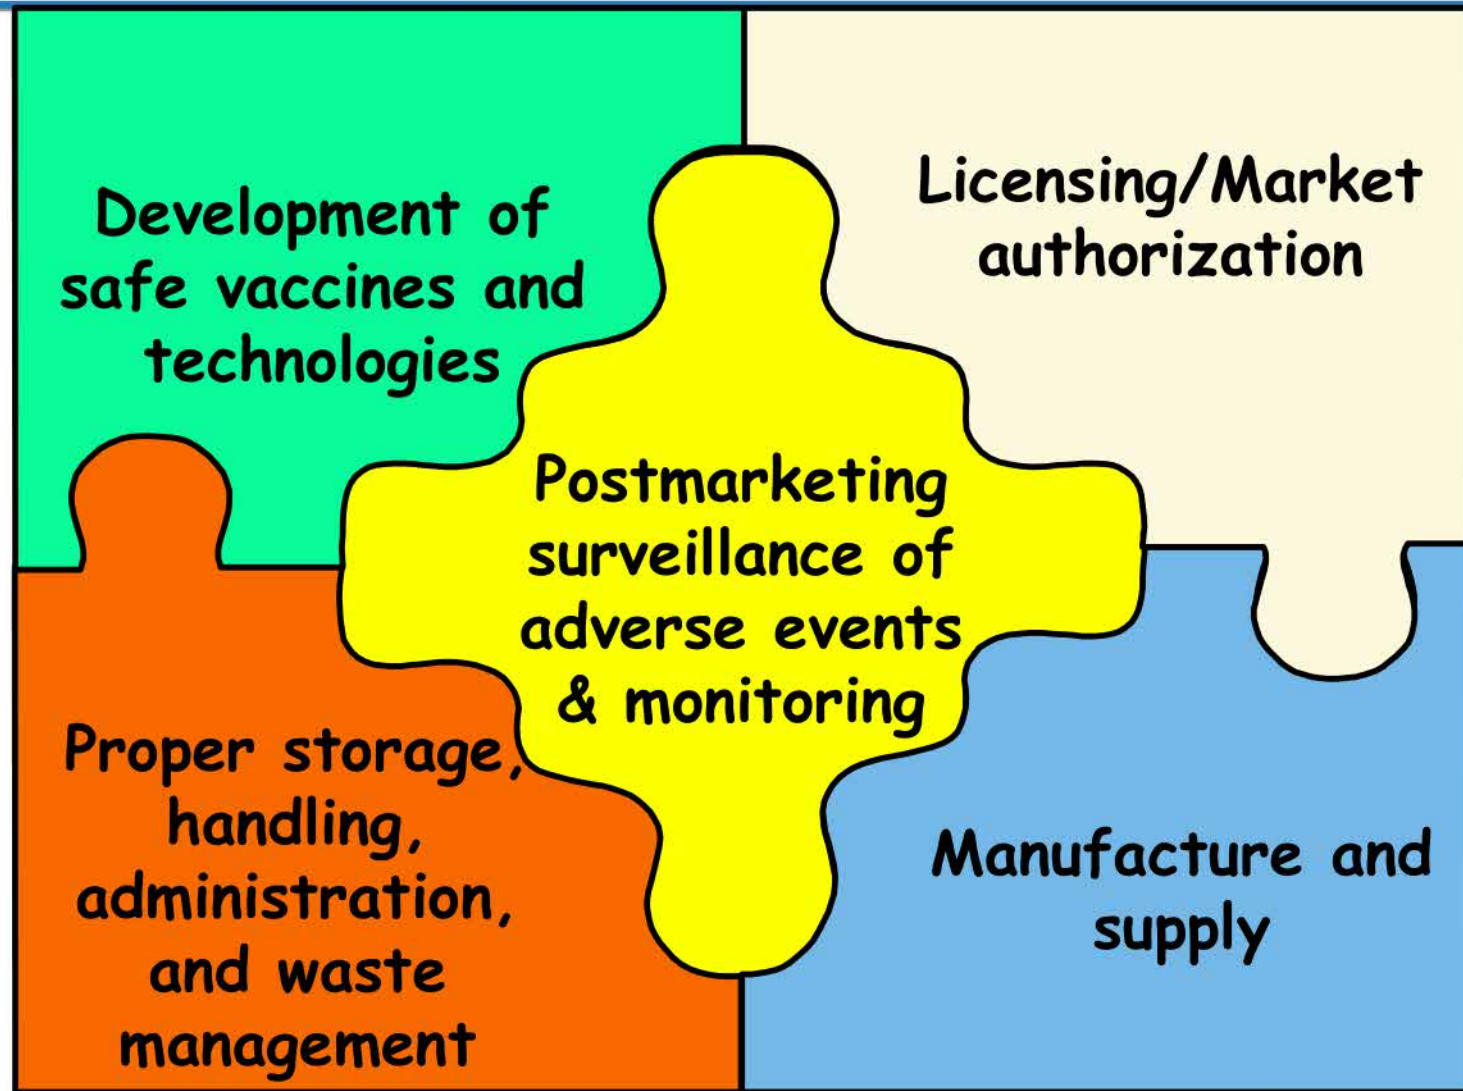 Development of
safe vaccines and
technologies
Licensing/Market
authorization
Postmarketing
surveillance of
adverse events
& monitoring
Proper storage,
handling,
administration,
and waste
management
Manufacture and
supply